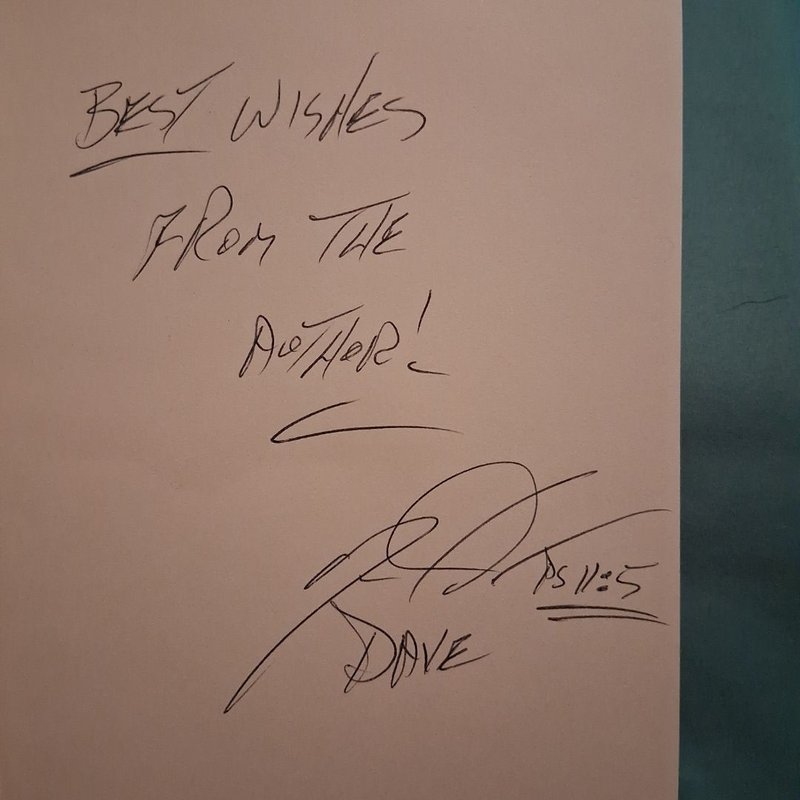 BEST WISHES
FROM THE
AUTHOR!
PS 11:5
DAVE